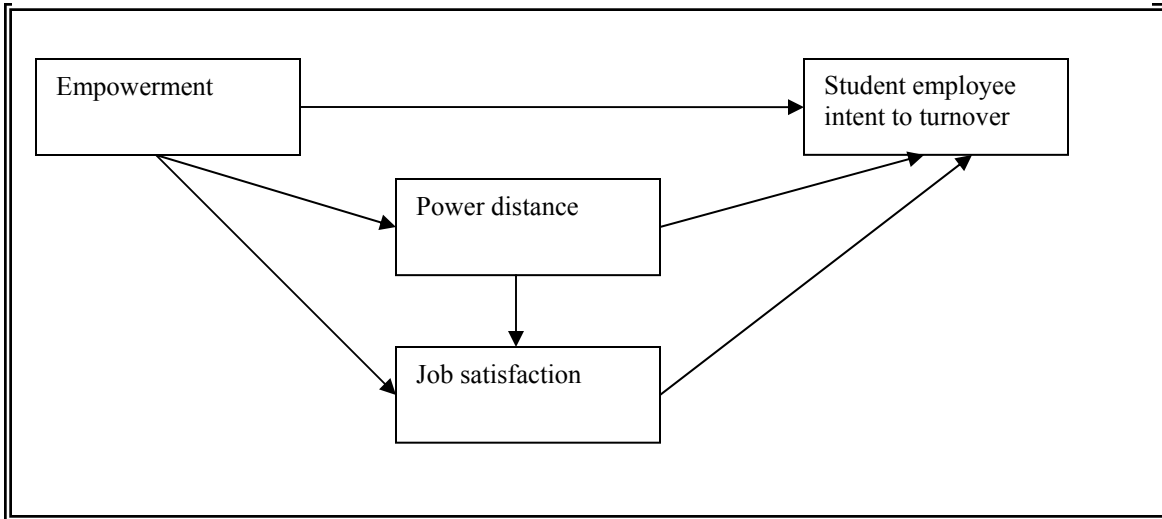 Empowerment
Student employee
intent to turnover
Power distance
Job satisfaction